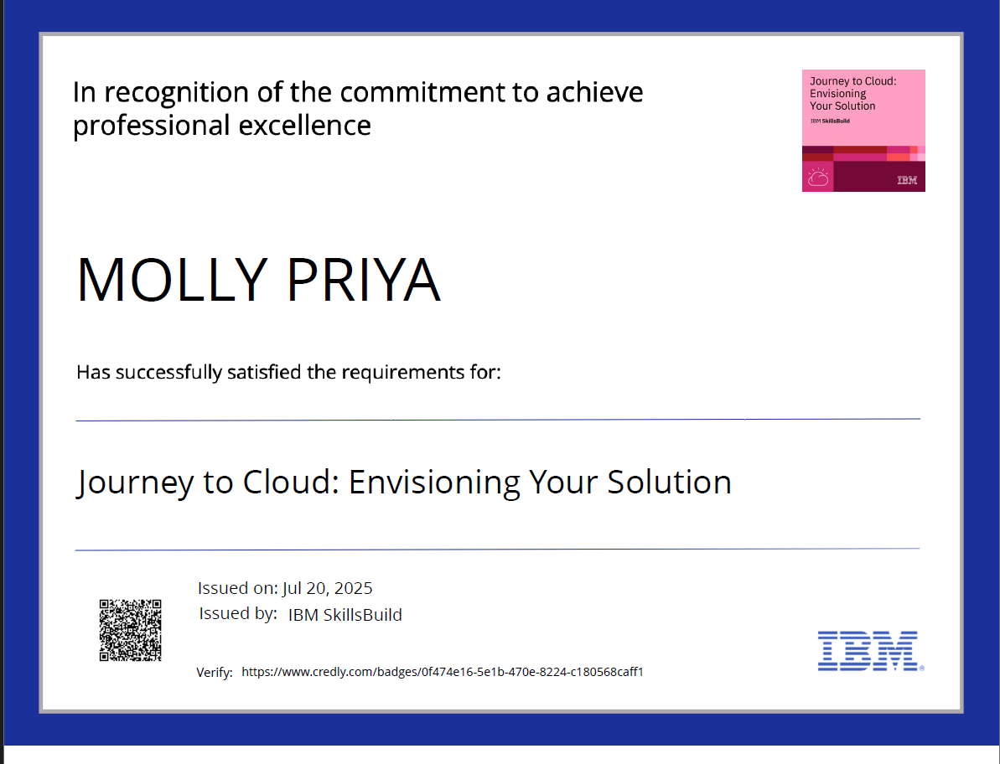 In recognition of the commitment to achieve
professional excellence
Journey to Cloud:
Envisioning
Your Solution
IBM SkillsBuild
IBM
MOLLY PRIYA
Has successfully satisfied the requirements for:
Journey to Cloud: Envisioning Your Solution
Issued on: Jul 20, 2025
Issued by: IBM SkillsBuild
Verify: https://www.credly.com/badges/0f474e16-5e1b-470e-8224-c180568caff1
IBM®